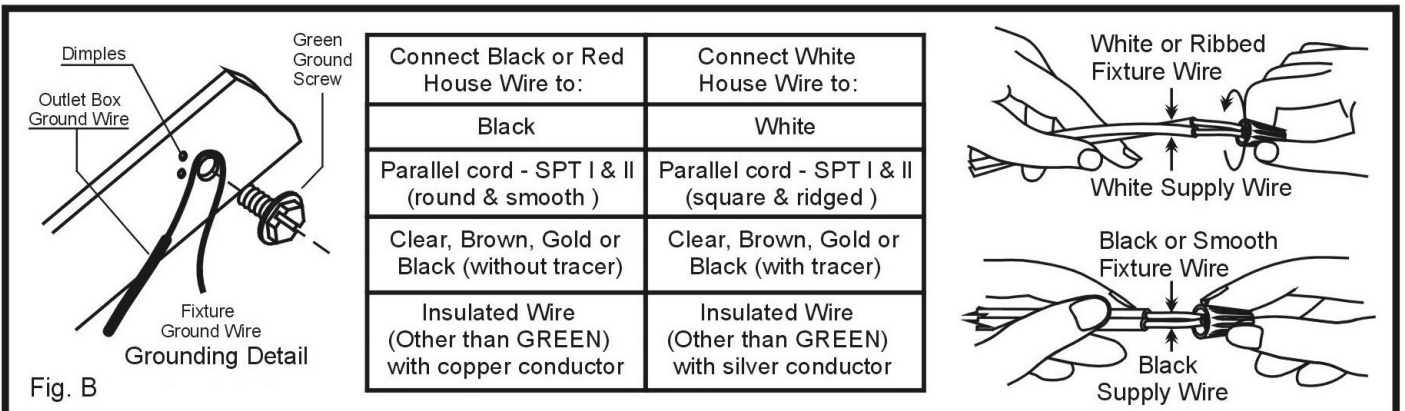 Dimples
Outlet Box
Ground Wire
Green
Ground
Screw
Fixture
Ground Wire
Grounding Detail
Fig. B
Connect Black or Red
House Wire to:
Connect White
House Wire to:
Black
White
Parallel cord - SPT I & II
(round & smooth )
Parallel cord - SPT I & II
(square & ridged )
Clear, Brown, Gold or
Black (without tracer)
Clear, Brown, Gold or
Black (with tracer)
Insulated Wire
(Other than GREEN)
with copper conductor
Insulated Wire
(Other than GREEN)
with silver conductor
White or Ribbed
Fixture Wire
White Supply Wire
Black or Smooth
Fixture Wire
Black
Supply Wire